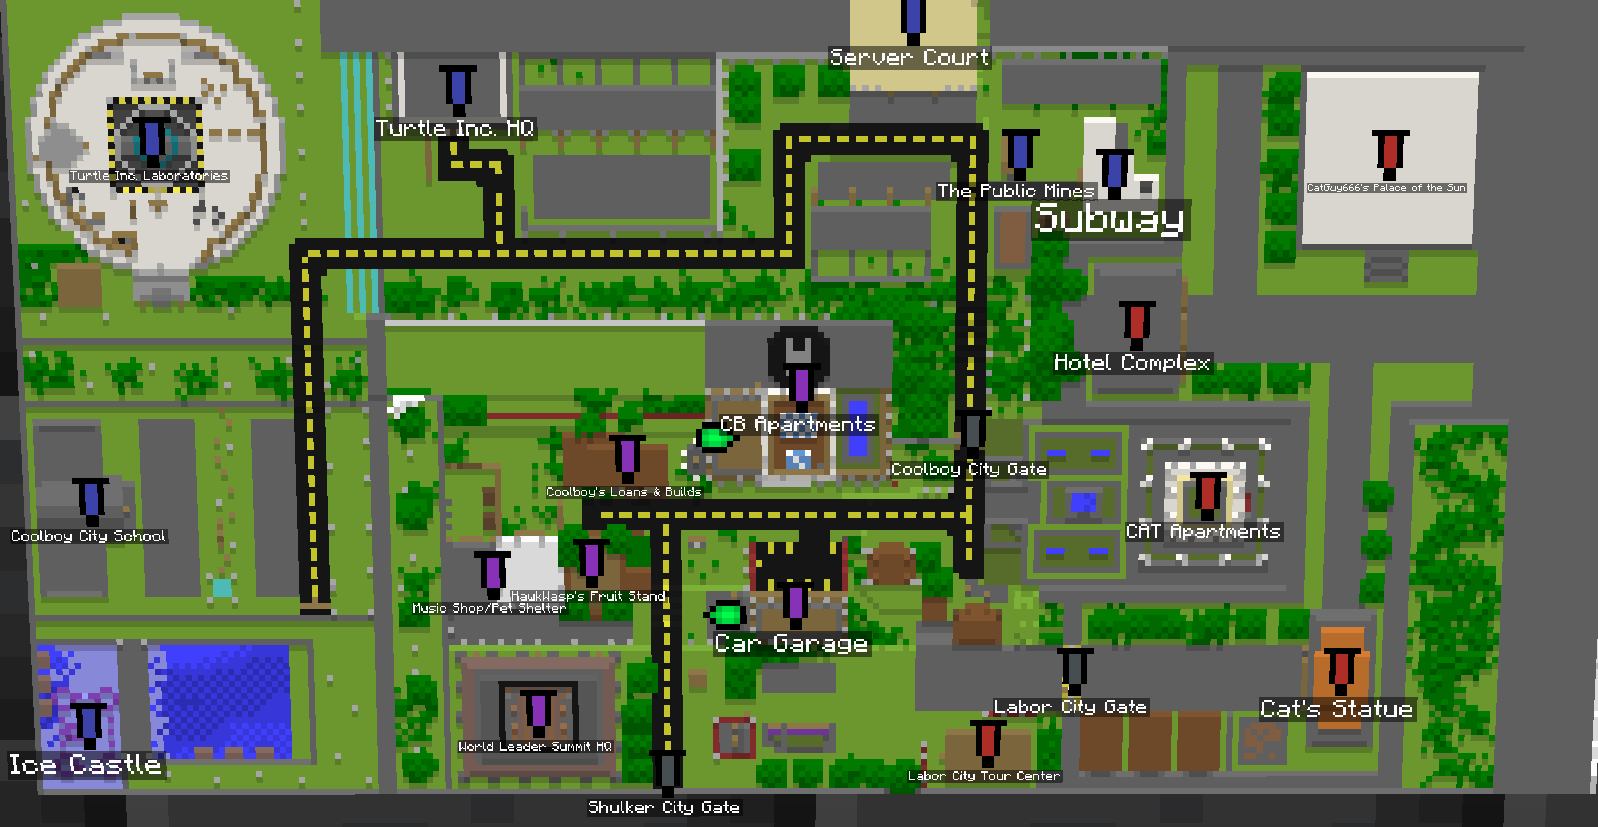 Server Court
Turtle Inc. HQ
Turtle Inc. Laboratories
The Public Mines
CatGuy666's Palace of the Sun
Subway
Hotel Complex
CB Apartments
Coolboy City Gate
Coolboy's Loans & Builds
CAT Apartments
Coolboy City School
HawkWasp's Fruit Stand
Music Shop/Pet Shelter
Car Garage
Labor City Gate
Cat's Statue
World Leader Summit HQ
Ice Castle
Labor City Tour Center
Shulker City Gate